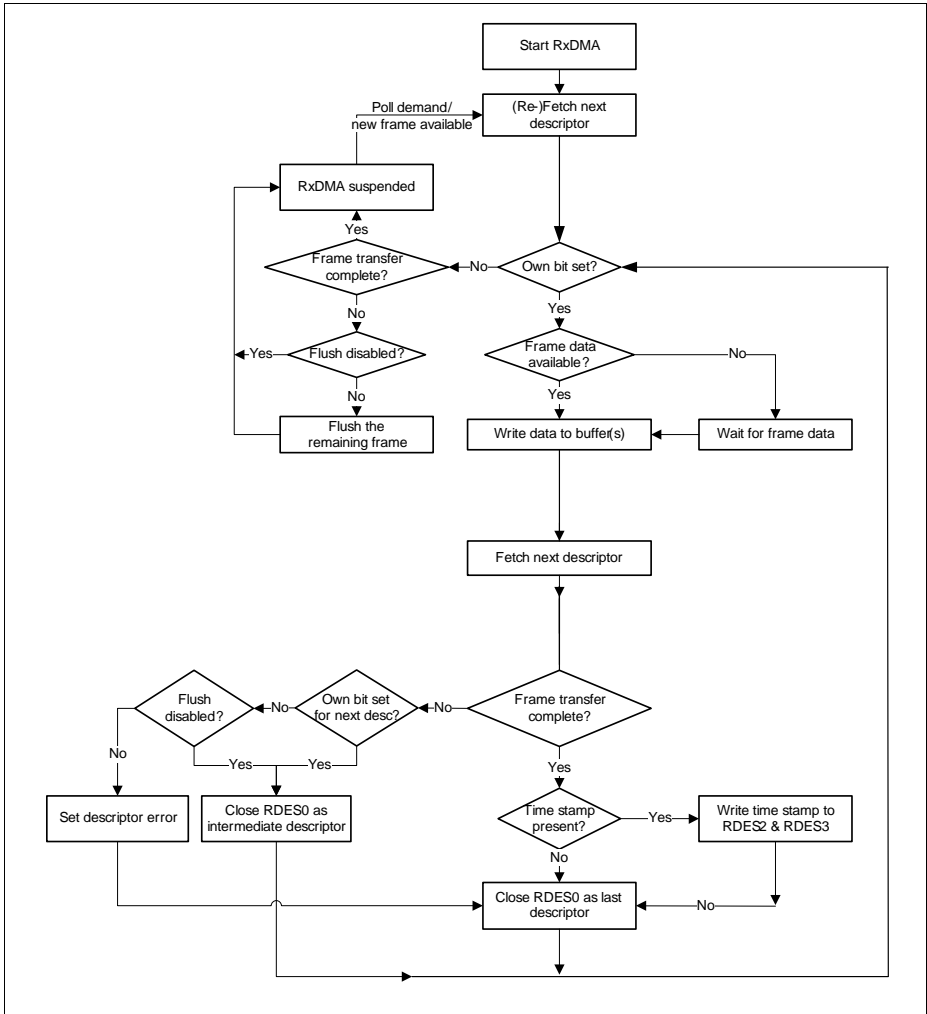 Start RxDMA
Poll demand/
new frame available
(Re-)Fetch next
descriptor
RxDMA suspended
Yes
Frame transfer
complete?
No
Own bit set?
No
Yes
Flush disabled?
Yes
Frame data
available?
No
No
Yes
Flush the
remaining frame
Write data to buffer(s)
Wait for frame data
Fetch next descriptor
Flush
disabled?
No
Own bit set
for next desc?
No
Frame transfer
complete?
No
Yes
Yes
Yes
Set descriptor error
Close RDES0 as
intermediate descriptor
Time stamp
present?
Yes
Write time stamp to
RDES2 & RDES3
No
Close RDES0 as last
descriptor
No